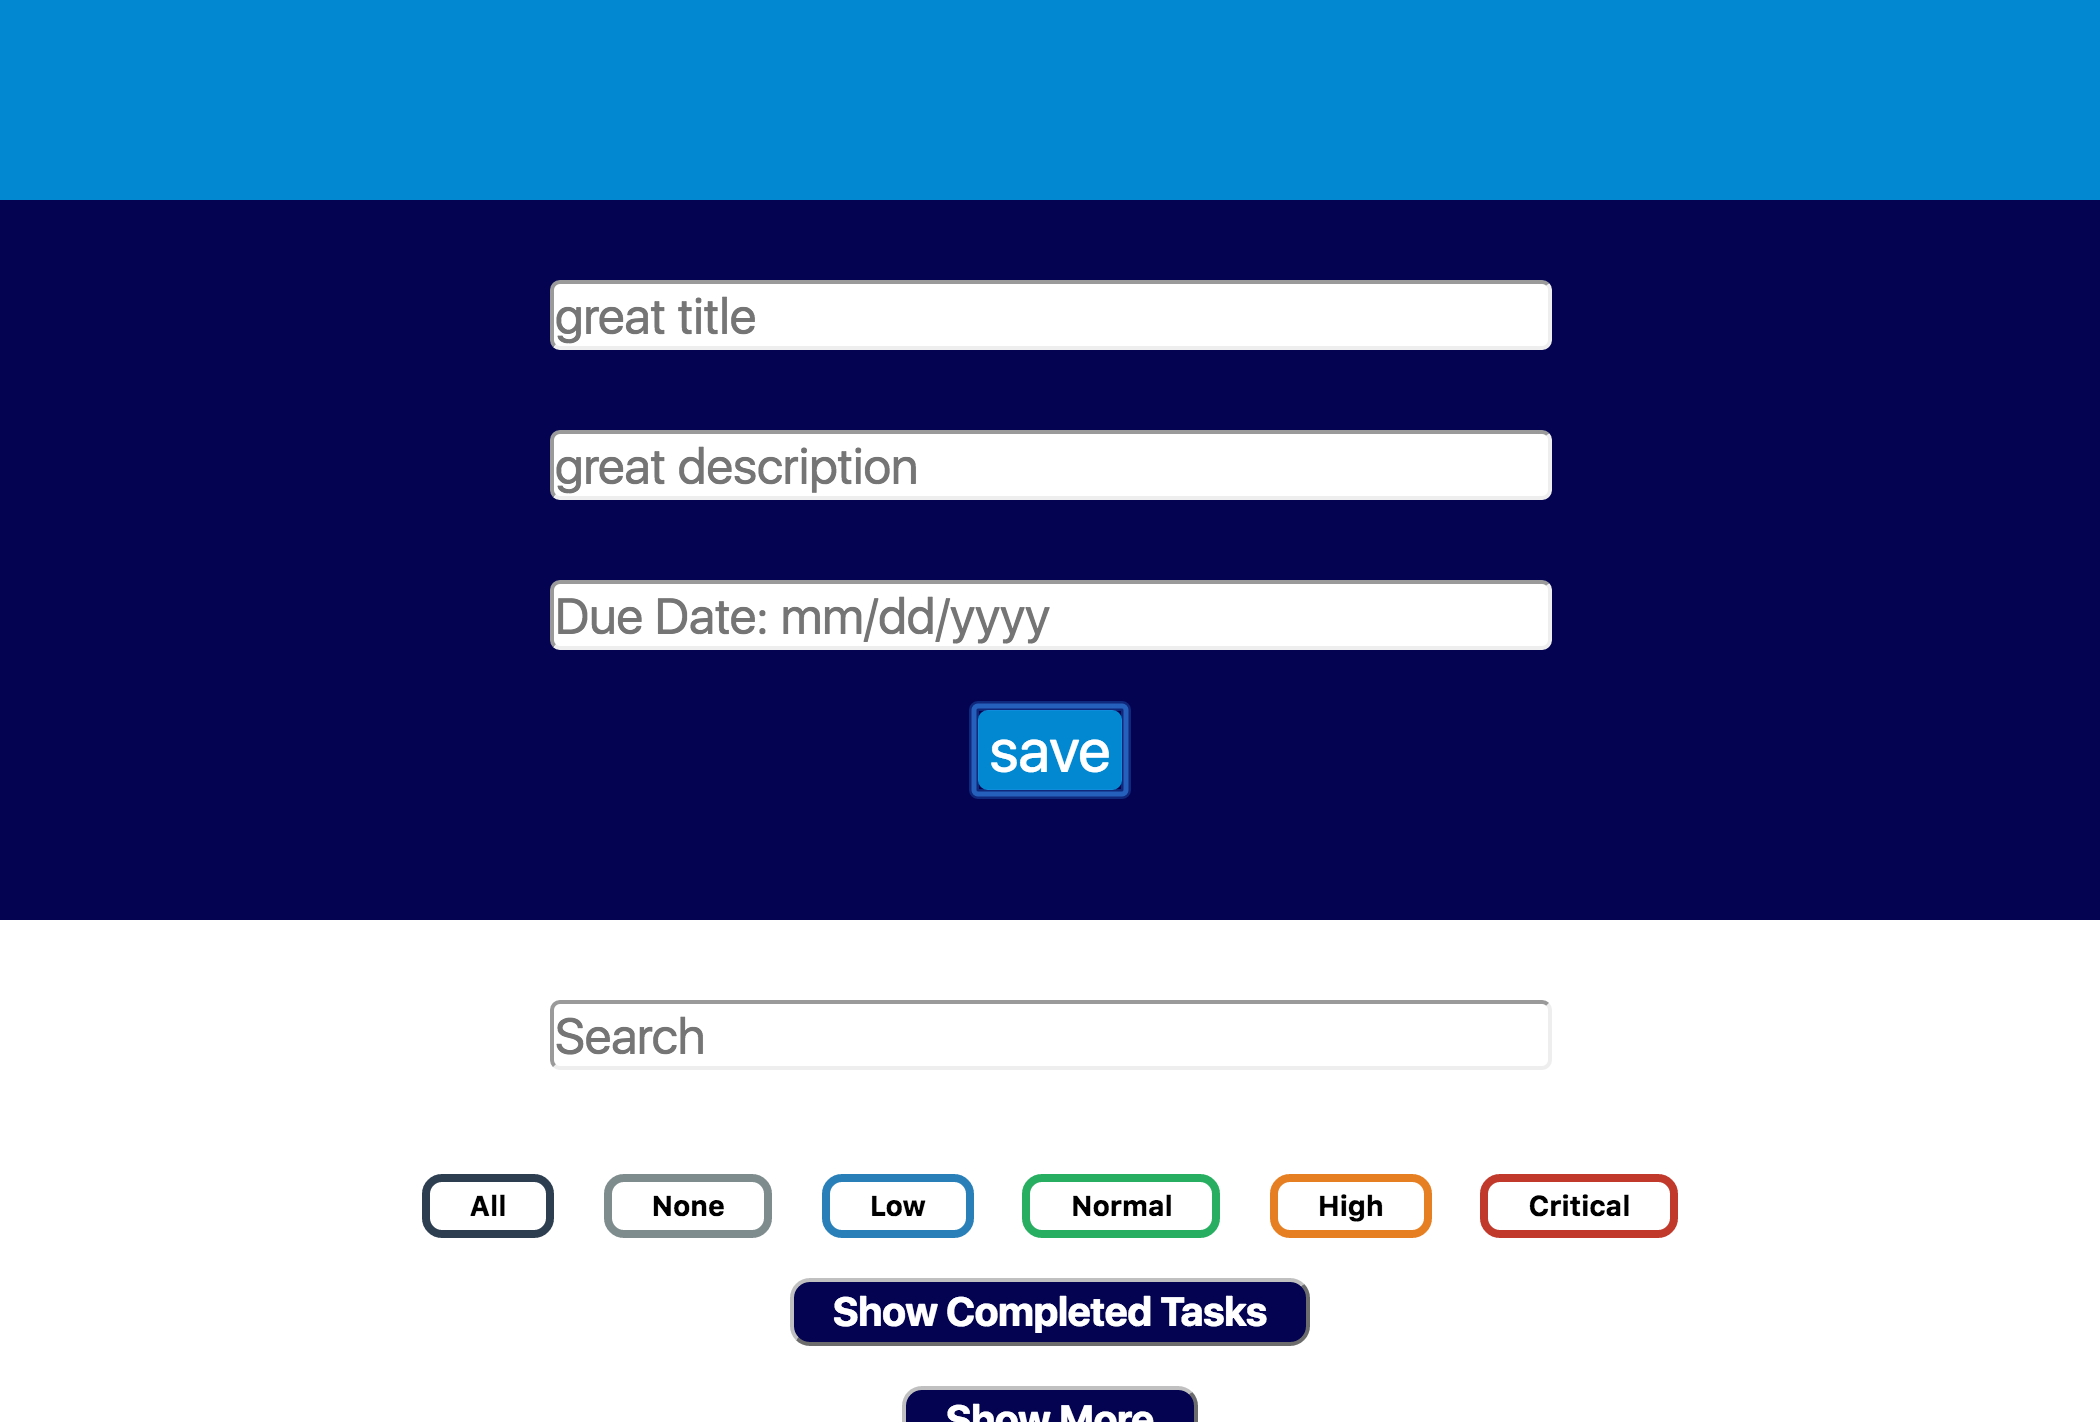 great title
great description
Due Date: mm/dd/yyyy
save
Search
All None Low Normal High Critical
Show Completed Tasks
Show More